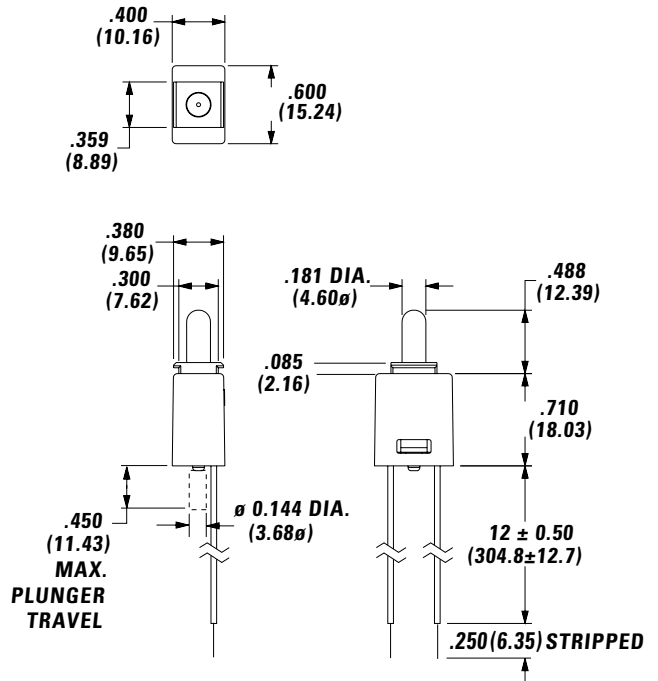 .400
(10.16)
.600
(15.24)
.359
(8.89)
.380
(9.65)
.300
(7.62)
.181 DIA.
(4.60ø)
.488
(12.39)
.085
(2.16)
.710
(18.03)
.450
(11.43)
MAX.
PLUNGER
TRAVEL
ø 0.144 DIA.
(3.68ø)
12 ± 0.50
(304.8±12.7)
.250(6.35) STRIPPED